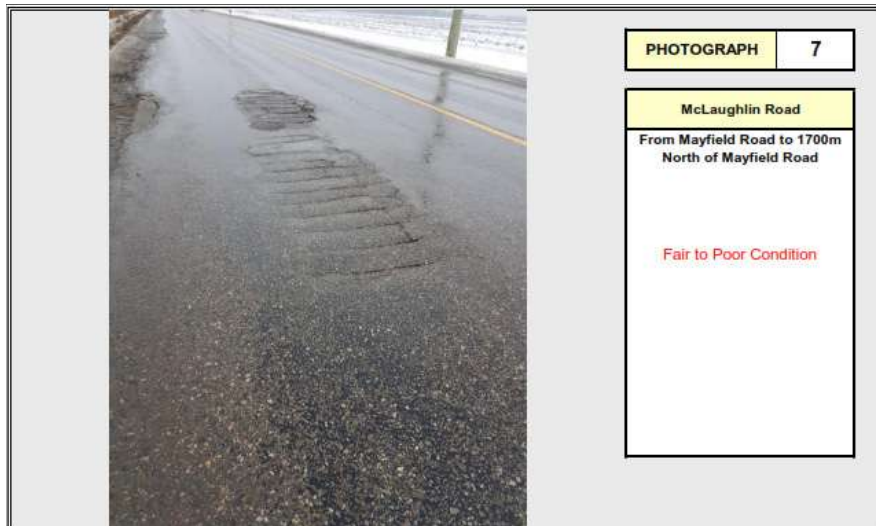 PHOTOGRAPH 7
McLaughlin Road
From Mayfield Road to 1700m
North of Mayfield Road
Fair to Poor Condition